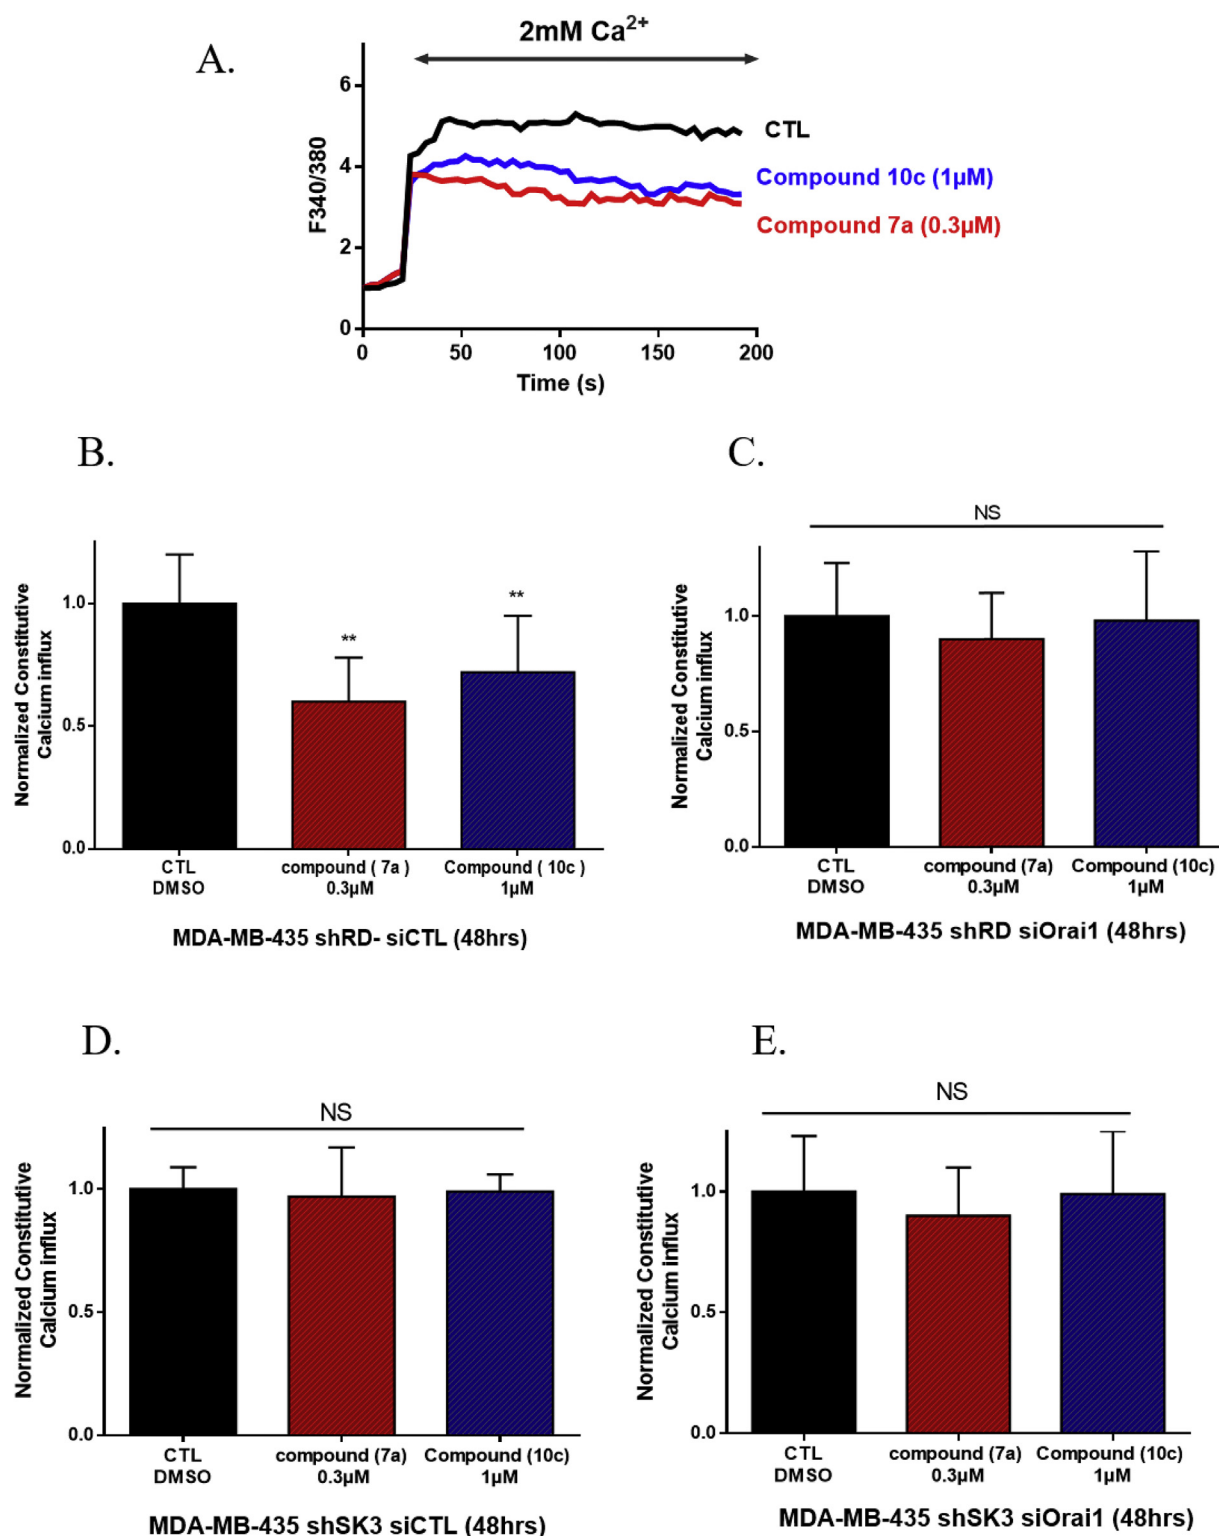 A.
2mM Ca²⁺
6
4
2
0
F340/380
0 50 100 150 200
Time (s)
CTL
Compound 10c (1µM)
Compound 7a (0.3µM)
B.
Normalized Constitutive
Calcium influx
1.0
0.5
0.0
**
**
CTL
DMSO
compound ( 7a )
0.3µM
Compound ( 10c )
1µM
MDA-MB-435 shRD- siCTL (48hrs)
C.
NS
Normalized Constitutive
Calcium influx
1.0
0.5
0.0
CTL
DMSO
compound (7a)
0.3µM
Compound (10c)
1µM
MDA-MB-435 shRD siOrai1 (48hrs)
D.
NS
Normalized Constitutive
Calcium influx
1.0
0.5
0.0
CTL
DMSO
compound (7a)
0.3µM
Compound (10c)
1µM
MDA-MB-435 shSK3 siCTL (48hrs)
E.
NS
Normalized Constitutive
Calcium influx
1.0
0.5
0.0
CTL
DMSO
compound (7a)
0.3µM
Compound (10c)
1µM
MDA-MB-435 shSK3 siOrai1 (48hrs)